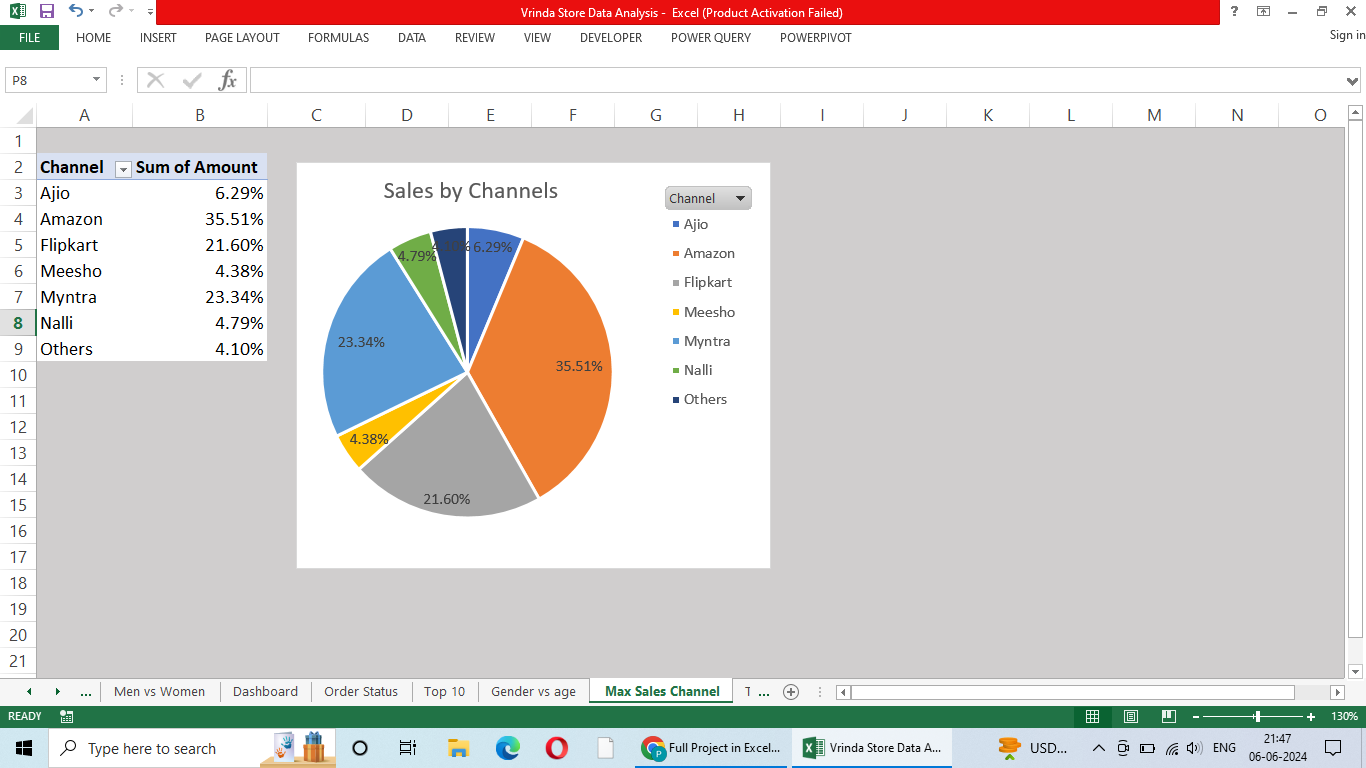 Vrinda Store Data Analysis - Excel (Product Activation Failed)
?
FILE HOME INSERT PAGE LAYOUT FORMULAS DATA REVIEW VIEW DEVELOPER POWER QUERY POWERPIVOT Sign in
P8 fx
A B C D E F G H I J K L M N O
1
2 Channel Sum of Amount
3 Ajio 6.29%
4 Amazon 35.51%
5 Flipkart 21.60%
6 Meesho 4.38%
7 Myntra 23.34%
8 Nalli 4.79%
9 Others 4.10%
10
11
12
13
14
15
16
17
18
19
20
21
Sales by Channels
Channel
Ajio
Amazon
Flipkart
Meesho
Myntra
Nalli
Others
6.29%
4.79%
23.34%
35.51%
4.38%
21.60%
... Men vs Women Dashboard Order Status Top 10 Gender vs age Max Sales Channel T ...
READY 130%
Type here to search
Full Project in Excel...
Vrinda Store Data A...
USD...
ENG
21:47
06-06-2024